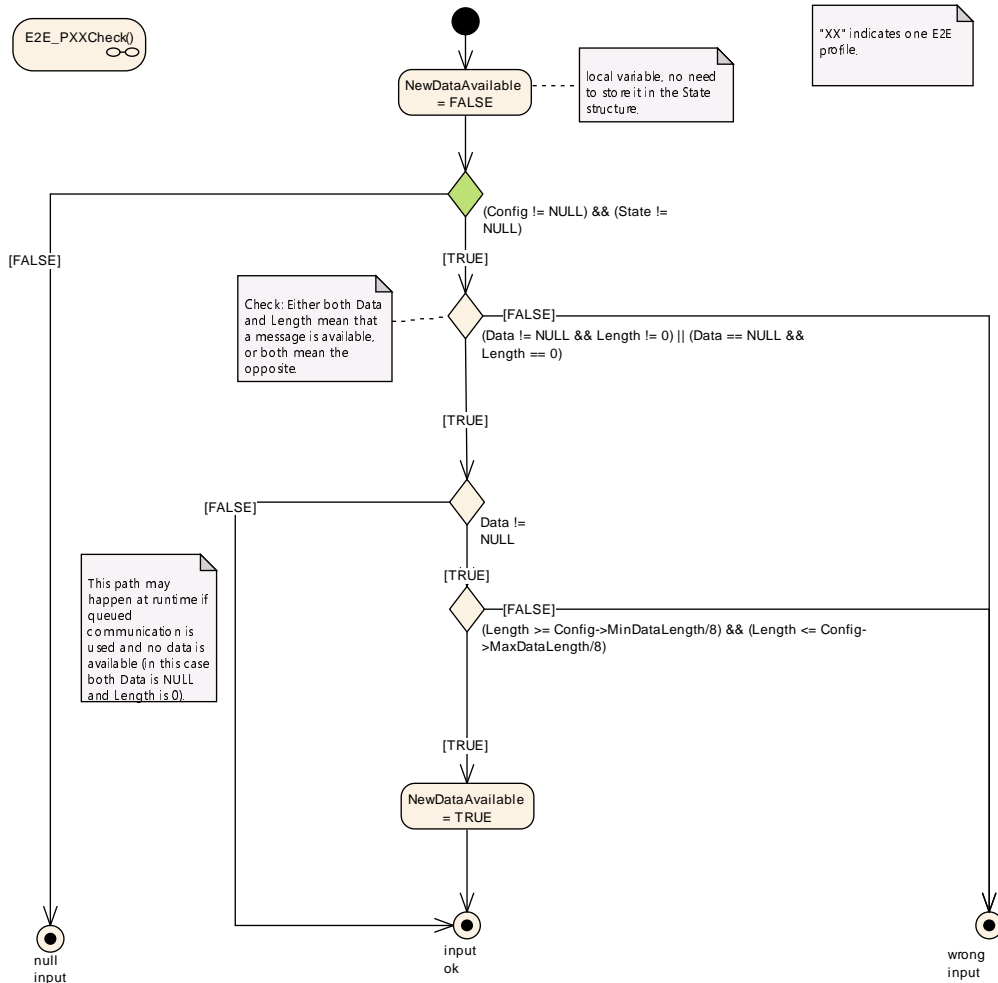 E2E_PXXCheck()
"XX" indicates one E2E
profile.
NewDataAvailable
= FALSE
local variable, no need
to store it in the State
structure.
(Config != NULL) && (State !=
NULL)
[FALSE]
[TRUE]
Check: Either both Data
and Length mean that
a message is available,
or both mean the
opposite.
[FALSE]
(Data != NULL && Length != 0) || (Data == NULL &&
Length == 0)
[TRUE]
[FALSE]
Data !=
NULL
This path may
happen at runtime if
queued
communication is
used and no data is
available (in this case
both Data is NULL
and Length is 0).
[TRUE]
[FALSE]
(Length >= Config->MinDataLength/8) && (Length <= Config-
>MaxDataLength/8)
[TRUE]
NewDataAvailable
= TRUE
null
input
input
ok
wrong
input